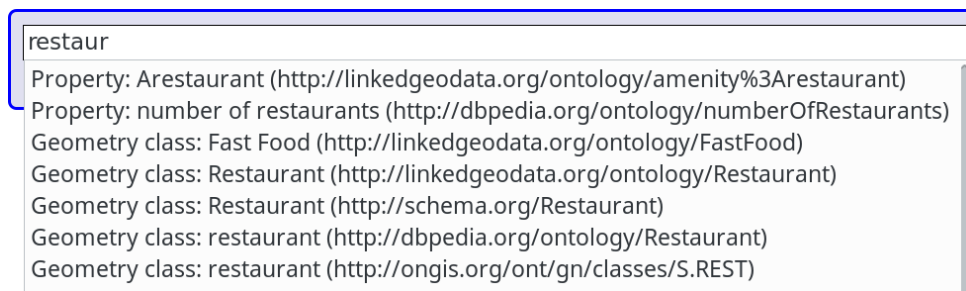 restaur
Property: Arestaurant (http://linkedgeodata.org/ontology/amenity%3Arestaurant)
Property: number of restaurants (http://dbpedia.org/ontology/numberOfRestaurants)
Geometry class: Fast Food (http://linkedgeodata.org/ontology/FastFood)
Geometry class: Restaurant (http://linkedgeodata.org/ontology/Restaurant)
Geometry class: Restaurant (http://schema.org/Restaurant)
Geometry class: restaurant (http://dbpedia.org/ontology/Restaurant)
Geometry class: restaurant (http://ongis.org/ont/gn/classes/S.REST)